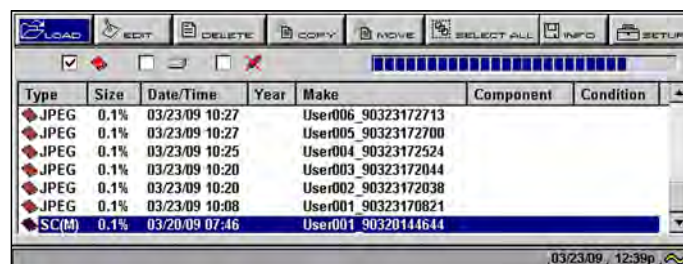 LOAD EDIT DELETE COPY MOVE SELECT ALL INFO SETUP
Type Size Date/Time Year Make Component Condition
JPEG 0.1% 03/23/09 10:27 User006_90323172713
JPEG 0.1% 03/23/09 10:27 User005_90323172700
JPEG 0.1% 03/23/09 10:25 User004_90323172524
JPEG 0.1% 03/23/09 10:20 User003_90323172044
JPEG 0.1% 03/23/09 10:20 User002_90323172038
JPEG 0.1% 03/23/09 10:08 User001_90323170821
SC(M) 0.1% 03/20/09 07:46 User001_90320144644
03/23/09 , 12:39p